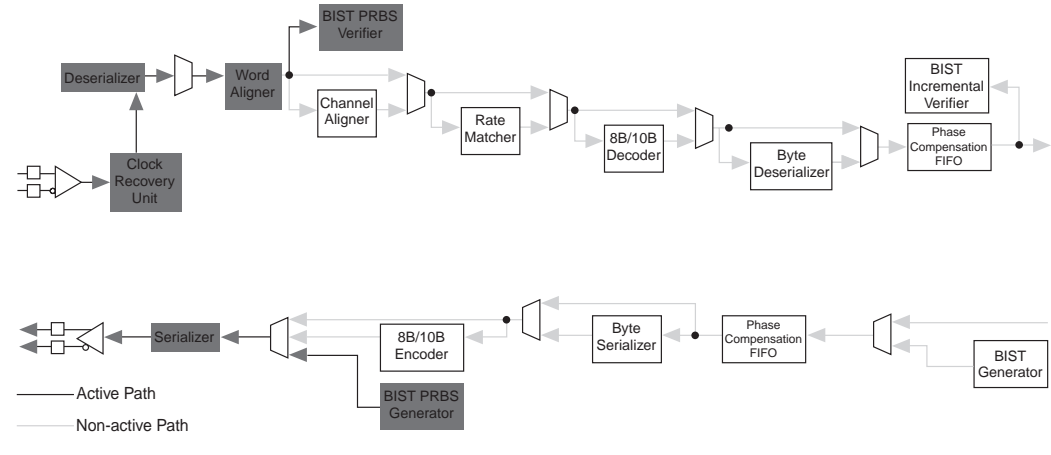 BIST PRBS
Verifier
Deserializer
Word
Aligner
Channel
Aligner
Rate
Matcher
8B/10B
Decoder
Byte
Deserializer
BIST
Incremental
Verifier
Phase
Compensation
FIFO
Clock
Recovery
Unit
Serializer
8B/10B
Encoder
BIST PRBS
Generator
Byte
Serializer
Phase
Compensation
FIFO
BIST
Generator
Active Path
Non-active Path